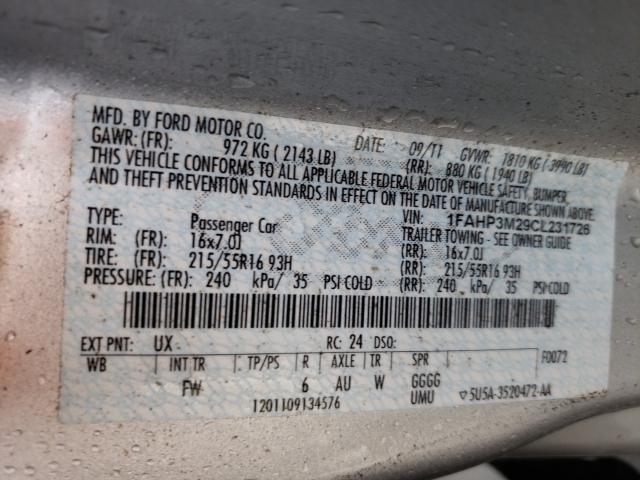 MFD. BY FORD MOTOR CO. DATE: 09/11 GVWR: 1810 KG ( 3990 LB)
GAWR: (FR): 972 KG ( 2143 LB) (RR): 880 KG ( 1940 LB)
THIS VEHICLE CONFORMS TO ALL APPLICABLE FEDERAL MOTOR VEHICLE SAFETY, BUMPER,
AND THEFT PREVENTION STANDARDS IN EFFECT ON THE DATE OF MANUFACTURE SHOWN ABOVE.
VIN: 1FAHP3M29CL231726
TYPE: Passenger Car TRAILER TOWING - SEE OWNER GUIDE
RIM: (FR): 16x7.0J (RR): 16x7.0J
TIRE: (FR): 215/55R16 93H (RR): 215/55R16 93H
PRESSURE: (FR): 240 kPa/ 35 PSI COLD (RR): 240 kPa/ 35 PSI COLD
EXT PNT: UX RC: 24 DSO: F0072
WB INT TR TP/PS R AXLE TR SPR
FW 6 AU W GGGG
UMU
1201109134576 5U5A-3520472-AA